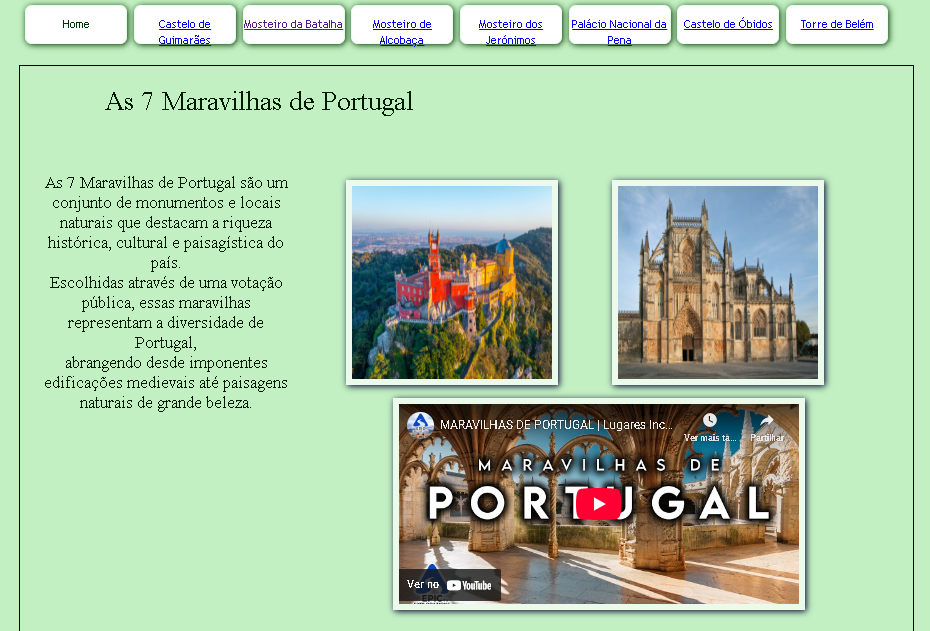 Home
Castelo de
Guimarães
Mosteiro da Batalha
Mosteiro de
Alcobaça
Mosteiro dos
Jerónimos
Palácio Nacional da
Pena
Castelo de Óbidos
Torre de Belém
As 7 Maravilhas de Portugal
As 7 Maravilhas de Portugal são um
conjunto de monumentos e locais
naturais que destacam a riqueza
histórica, cultural e paisagística do
país.
Escolhidas através de uma votação
pública, essas maravilhas
representam a diversidade de
Portugal,
abrangendo desde imponentes
edificações medievais até paisagens
naturais de grande beleza.
MARAVILHAS DE PORTUGAL | Lugares Inc...
Ver mais ta...
Partilhar
MARAVILHAS DE
PORTUGAL
Ver no YouTube
EPIC